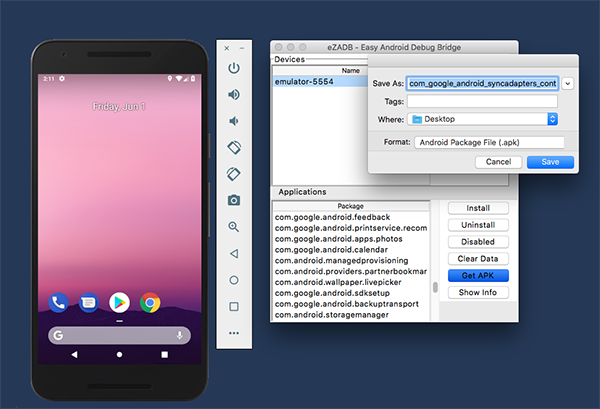 2:11
Friday, Jun 1
G
eZADB - Easy Android Debug Bridge
Devices
Name
emulator-5554
Save As: com_google_android_syncadapters_cont
Tags:
Where: Desktop
Format: Android Package File (.apk)
Cancel
Save
Applications
Package
com.google.android.feedback
com.google.android.printservice.recom
com.google.android.apps.photos
com.google.android.calendar
com.android.managedprovisioning
com.android.providers.partnerbookmar
com.android.wallpaper.livepicker
com.google.android.sdksetup
com.google.android.backuptransport
com.android.storagemanager
Install
Uninstall
Disabled
Clear Data
Get APK
Show Info